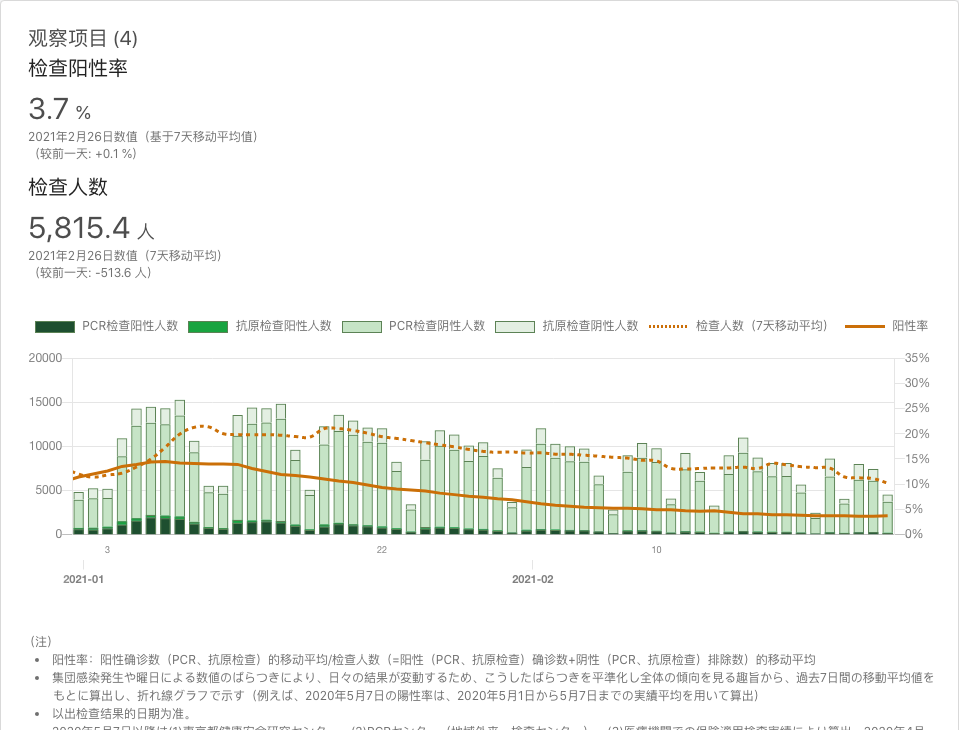 观察项目 (4)
检查阳性率
3.7 %
2021年2月26日数值（基于7天移动平均值）
（较前一天: +0.1 %）
检查人数
5,815.4 人
2021年2月26日数值（7天移动平均）
（较前一天: -513.6 人）
PCR检查阳性人数 抗原检查阳性人数 PCR检查阴性人数 抗原检查阴性人数 检查人数（7天移动平均） 阳性率
20000 35%
30%
15000 25%
20%
10000 15%
5000 10%
5%
0 0%
3 22 10
2021-01 2021-02
（注）
• 阳性率：阳性确诊数（PCR、抗原检查）的移动平均/检查人数（=阳性（PCR、抗原检查）确诊数+阴性（PCR、抗原检查）排除数）的移动平均
• 集団感染発生や曜日による数値のばらつきにより、日々の結果が変動するため、こうしたばらつきを平準化し全体の傾向を見る趣旨から、過去7日間の移動平均値を
もとに算出し、折れ線グラフで示す（例えば、2020年5月7日の陽性率は、2020年5月1日から5月7日までの実績平均を用いて算出）
• 以出检查结果的日期为准。